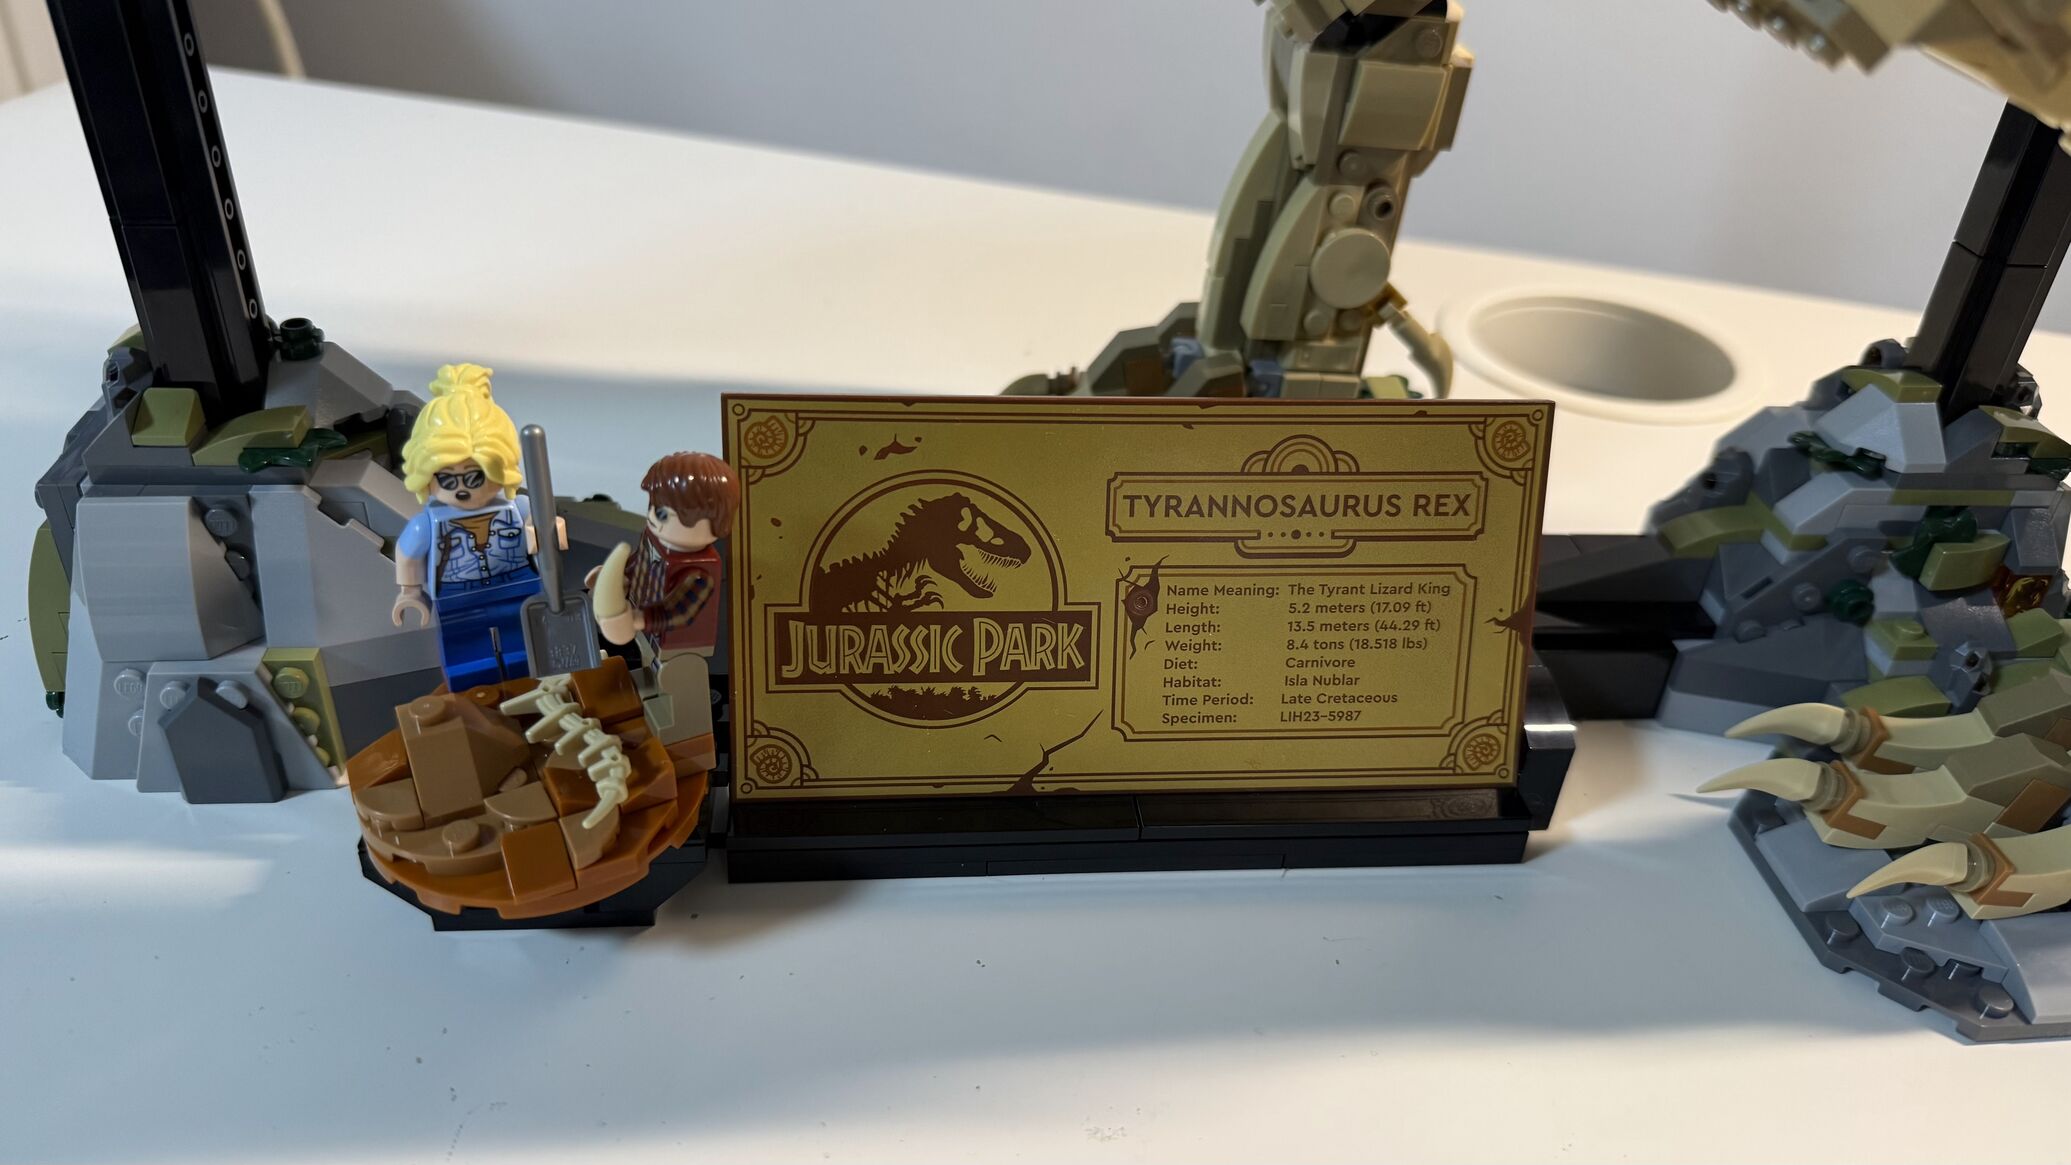 JURASSIC PARK
TYRANNOSAURUS REX
Name Meaning: The Tyrant Lizard King
Height: 5.2 meters (17.09 ft)
Length: 13.5 meters (44.29 ft)
Weight: 8.4 tons (18.518 lbs)
Diet: Carnivore
Habitat: Isla Nublar
Time Period: Late Cretaceous
Specimen: LIH23-5987